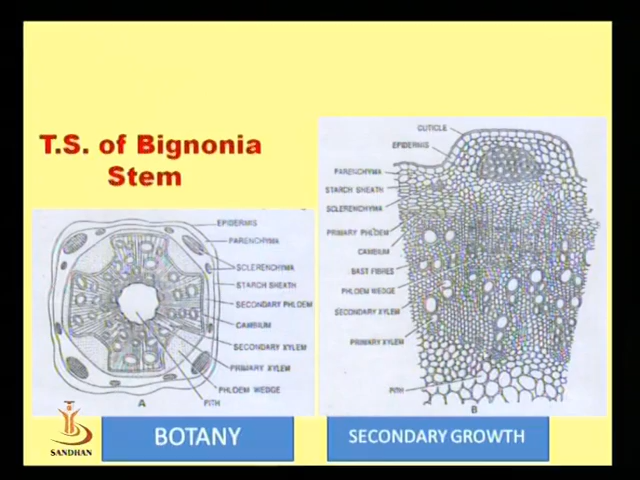 T.S. of Bignonia
Stem
EPIDERMIS
PARENCHYMA
SCLERENCHYMA
STARCH SHEATH
SECONDARY PHLOEM
CAMBIUM
SECONDARY XYLEM
PRIMARY XYLEM
PHLOEM WEDGE
PITH
A
CUTICLE
EPIDERMIS
PARENCHYMA
STARCH SHEATH
SCLERENCHYMA
PRIMARY PHLOEM
CAMBIUM
BAST FIBRES
PHLOEM WEDGE
SECONDARY XYLEM
PRIMARY XYLEM
PITH
B
SANDHAN
BOTANY
SECONDARY GROWTH